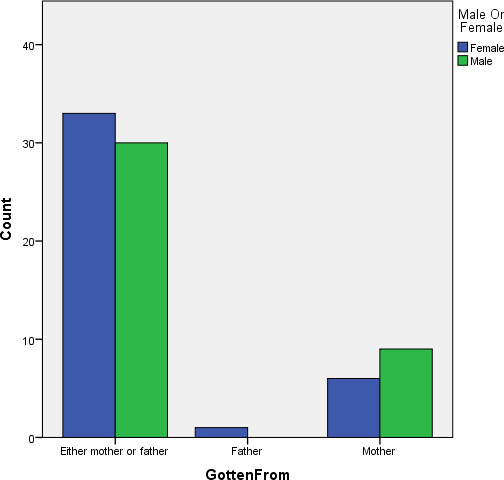 Male Or
Female
Female
Male
40
30
20
10
0
Count
Either mother or father
Father
Mother
GottenFrom